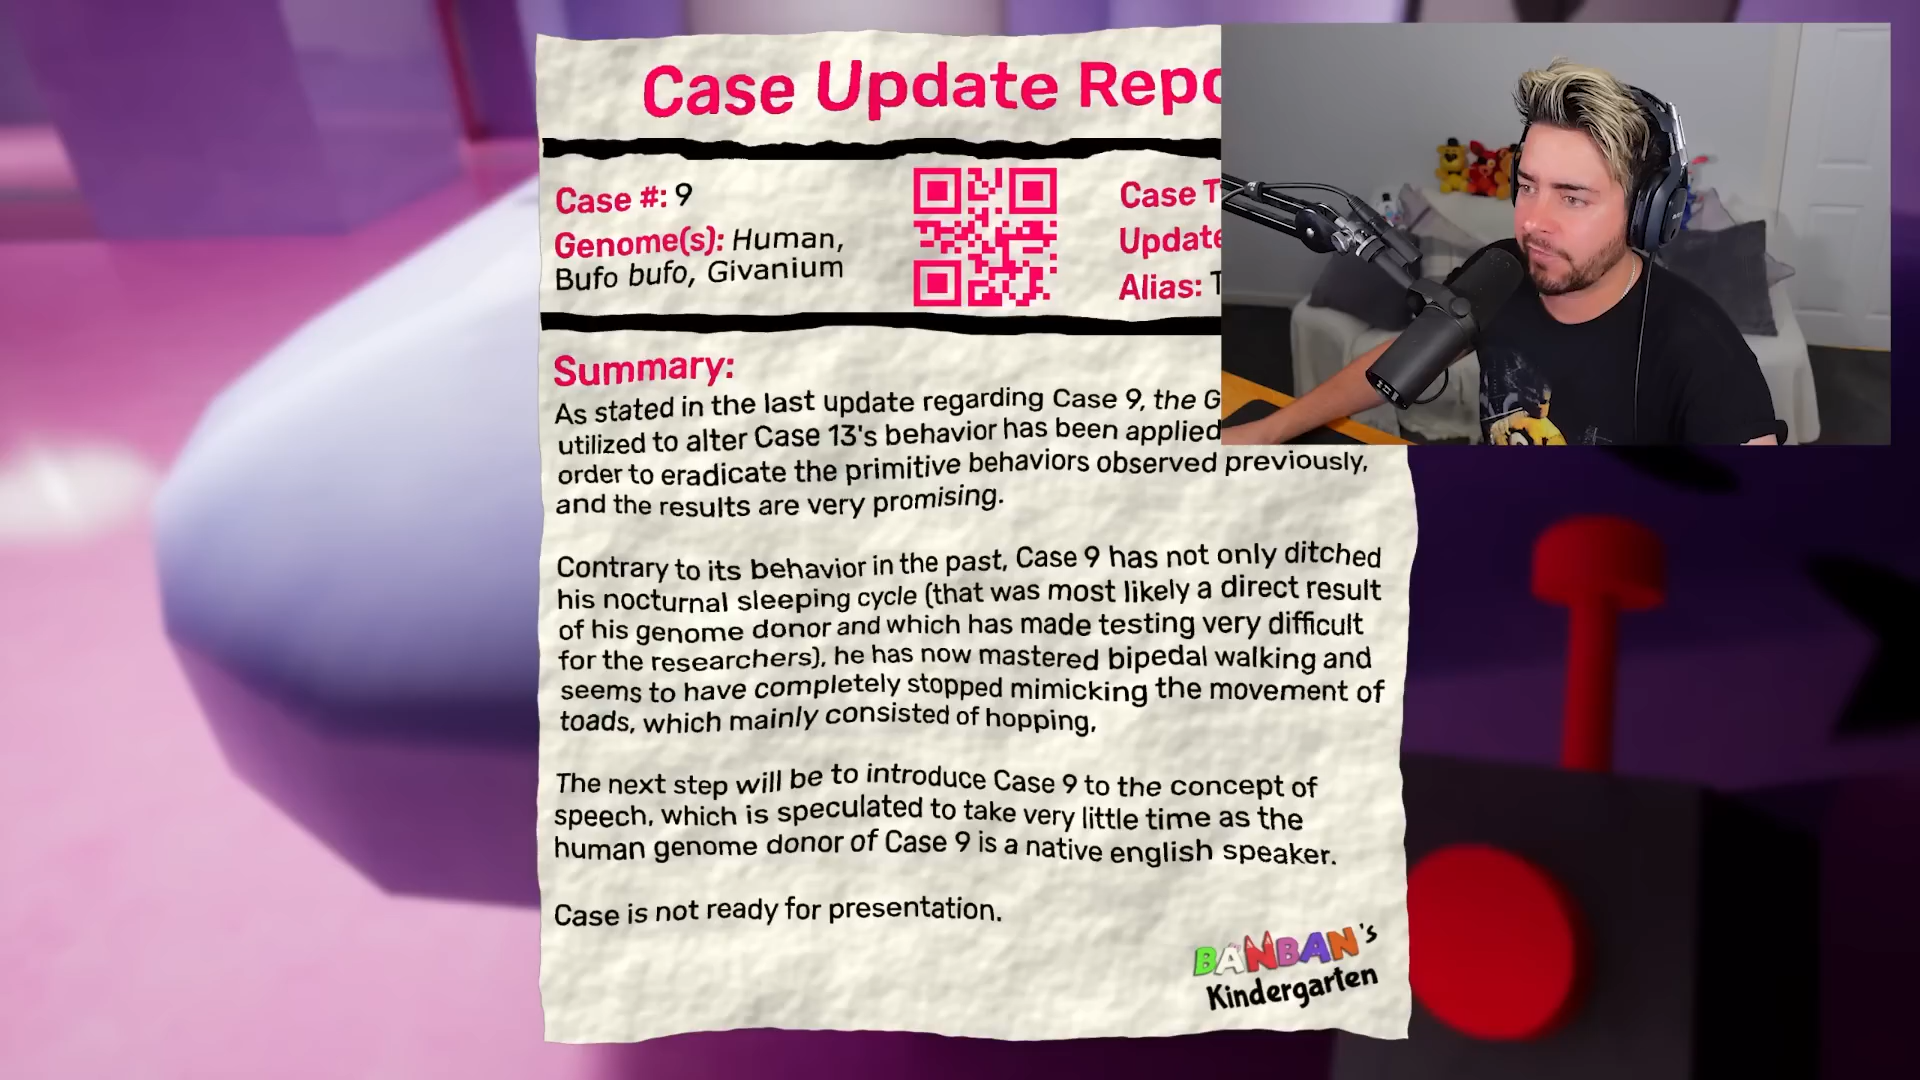 Case Update Repo
Case #: 9
Genome(s): Human,
Bufo bufo, Givanium
Case T
Update
Alias: T
Summary:
As stated in the last update regarding Case 9, the G
utilized to alter Case 13's behavior has been applied
order to eradicate the primitive behaviors observed previously,
and the results are very promising.
Contrary to its behavior in the past, Case 9 has not only ditched
his nocturnal sleeping cycle (that was most likely a direct result
of his genome donor and which has made testing very difficult
for the researchers), he has now mastered bipedal walking and
seems to have completely stopped mimicking the movement of
toads, which mainly consisted of hopping,
The next step will be to introduce Case 9 to the concept of
speech, which is speculated to take very little time as the
human genome donor of Case 9 is a native english speaker.
Case is not ready for presentation.
BANBAN's
Kindergarten